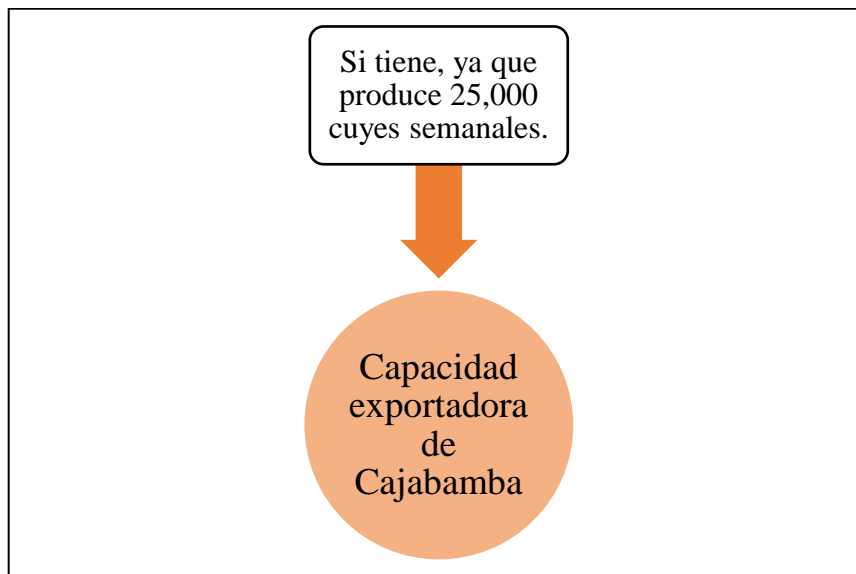 Si tiene, ya que
produce 25,000
cuyes semanales.
Capacidad
exportadora
de
Cajabamba